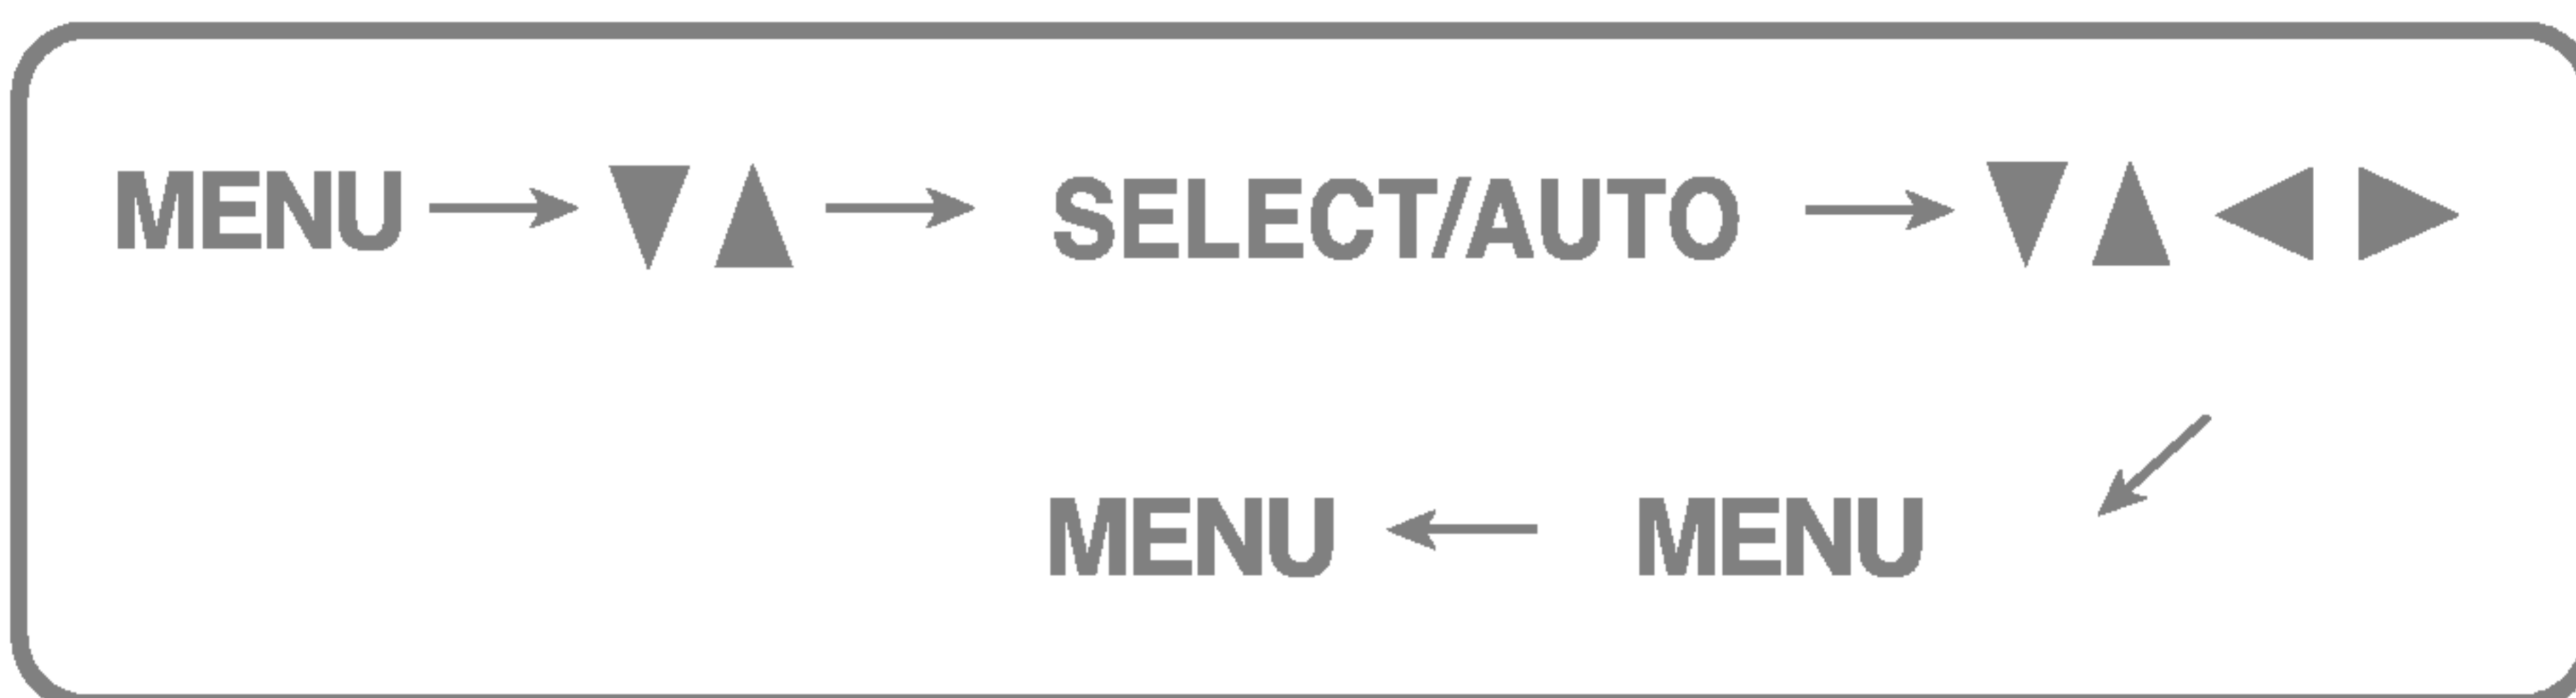 MENU → ▼ ▲ → SELECT/AUTO → ▼ ▲ ◀ ▶
MENU ← MENU